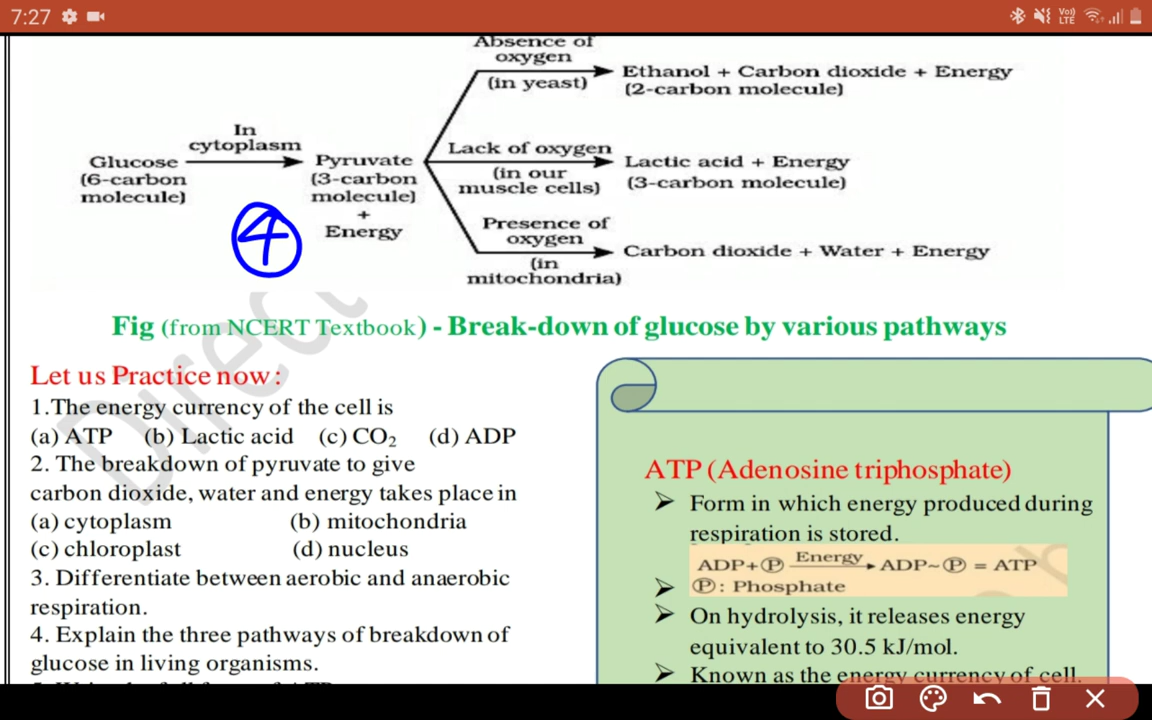 7:27
Vo))
LTE
Absence of
oxygen
(in yeast)
Ethanol + Carbon dioxide + Energy
(2-carbon molecule)
In
cytoplasm
Glucose
(6-carbon
molecule)
Pyruvate
(3-carbon
molecule)
+
Energy
Lack of oxygen
(in our
muscle cells)
Lactic acid + Energy
(3-carbon molecule)
Presence of
oxygen
(in
mitochondria)
Carbon dioxide + Water + Energy
4
Direct
Fig (from NCERT Textbook) - Break-down of glucose by various pathways
Let us Practice now:
1.The energy currency of the cell is
(a) ATP (b) Lactic acid (c) CO₂ (d) ADP
2. The breakdown of pyruvate to give
carbon dioxide, water and energy takes place in
(a) cytoplasm (b) mitochondria
(c) chloroplast (d) nucleus
3. Differentiate between aerobic and anaerobic
respiration.
4. Explain the three pathways of breakdown of
glucose in living organisms.
ATP (Adenosine triphosphate)
➢ Form in which energy produced during
respiration is stored.
ADP+Ⓟ Energy→ ADP~Ⓟ = ATP
➢ Ⓟ: Phosphate
➢ On hydrolysis, it releases energy
equivalent to 30.5 kJ/mol.
➢ Known as the energy currency of cell.